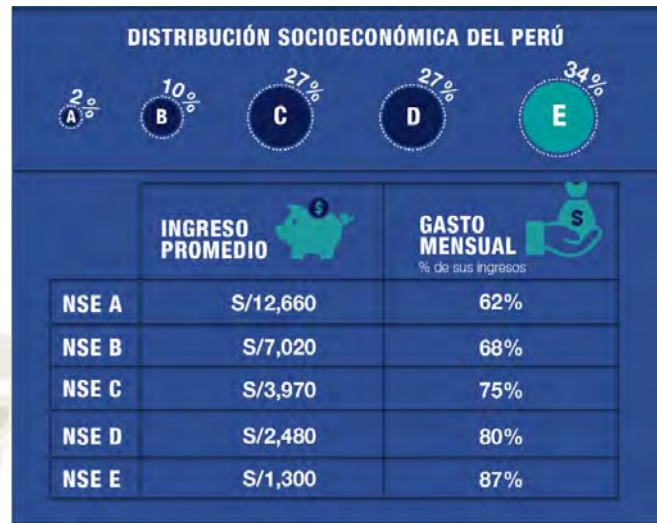 DISTRIBUCIÓN SOCIOECONÓMICA DEL PERÚ
2%
A
10%
B
27%
C
27%
D
34%
E
INGRESO
PROMEDIO
$
GASTO
MENSUAL
% de sus ingresos
$
NSE A S/12,660 62%
NSE B S/7,020 68%
NSE C S/3,970 75%
NSE D S/2,480 80%
NSE E S/1,300 87%